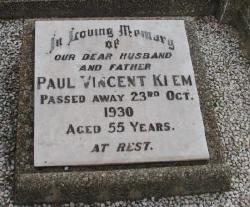 In Loving Memory
of
OUR DEAR HUSBAND
AND FATHER
PAUL VINCENT KLEM
PASSED AWAY 23RD OCT.
1930
AGED 55 YEARS.
AT REST.